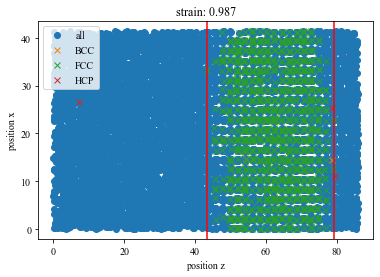 strain: 0.987
all
BCC
FCC
HCP
40
30
20
10
0
position x
0
20
40
60
80
position z